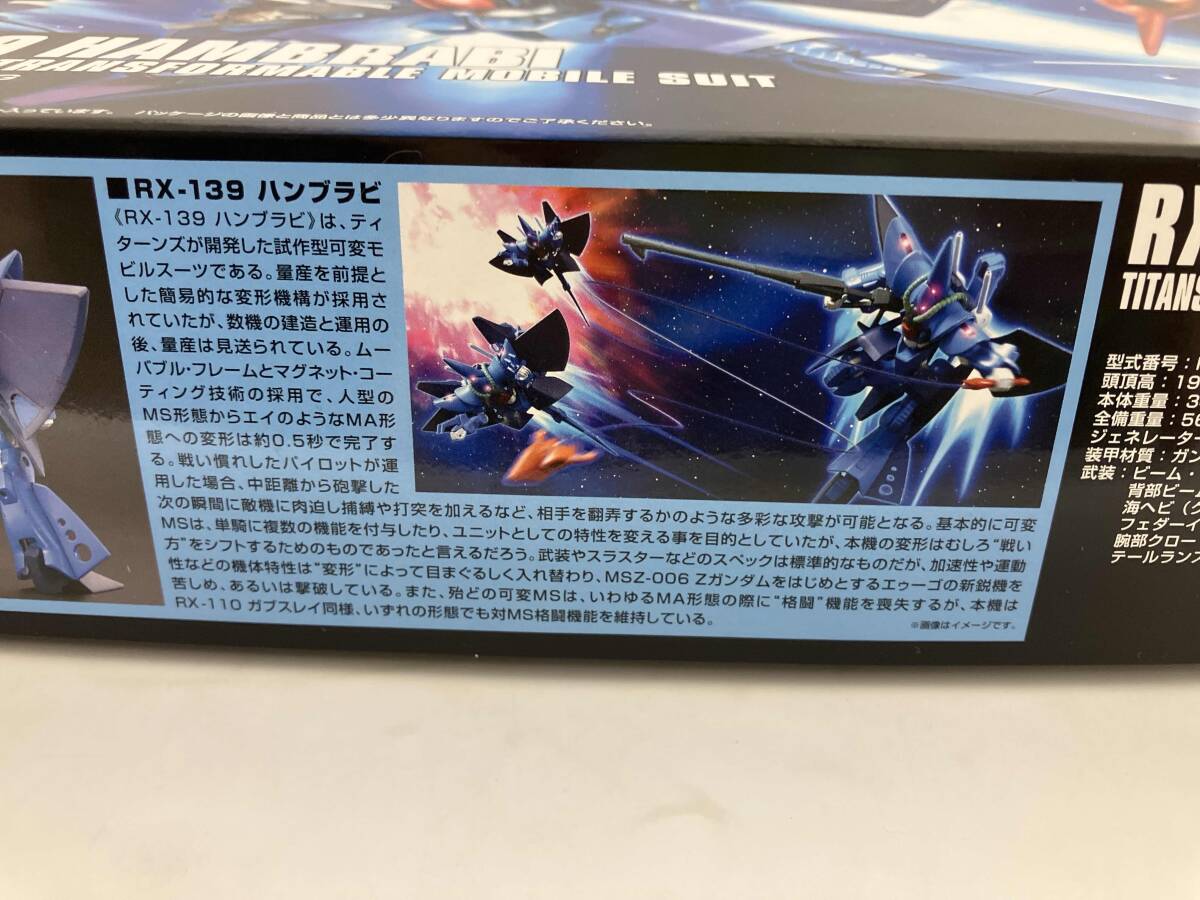 HAMBRABI
TRANSFORMABLE MOBILE SUIT
入っています。 パッケージの画像と商品とは多少異なりますのでご了承ください。
■RX-139 ハンブラビ
《RX-139 ハンブラビ》は、ティ
ターンズが開発した試作型可変モ
ビルスーツである。量産を前提と
した簡易的な変形機構が採用さ
れていたが、数機の建造と運用の
後、量産は見送られている。ムー
バブル・フレームとマグネット・コー
ティング技術の採用で、人型の
MS形態からエイのようなMA形
態への変形は約0.5秒で完了す
る。戦い慣れしたパイロットが運
用した場合、中距離から砲撃した
次の瞬間に敵機に肉迫し捕縛や打突を加えるなど、相手を翻弄するかのような多彩な攻撃が可能となる。基本的に可変
MSは、単騎に複数の機能を付与したり、ユニットとしての特性を変える事を目的としていたが、本機の変形はむしろ“戦い
方”をシフトするためのものであったと言えるだろう。武装やスラスターなどのスペックは標準的なものだが、加速性や運動
性などの機体特性は“変形”によって目まぐるしく入れ替わり、MSZ-006 Zガンダムをはじめとするエゥーゴの新鋭機を
苦しめ、あるいは撃破している。また、殆どの可変MSは、いわゆるMA形態の際に“格闘”機能を喪失するが、本機は
RX-110 ガブスレイ同様、いずれの形態でも対MS格闘機能を維持している。
※画像はイメージです。
TITANS
型式番号：
頭頂高：19
本体重量：3
全備重量：56
ジェネレータ
装甲材質：ガン
武装：ビーム・
背部ビー
海ヘビ（
フェダーイ
腕部クロー
テールラン